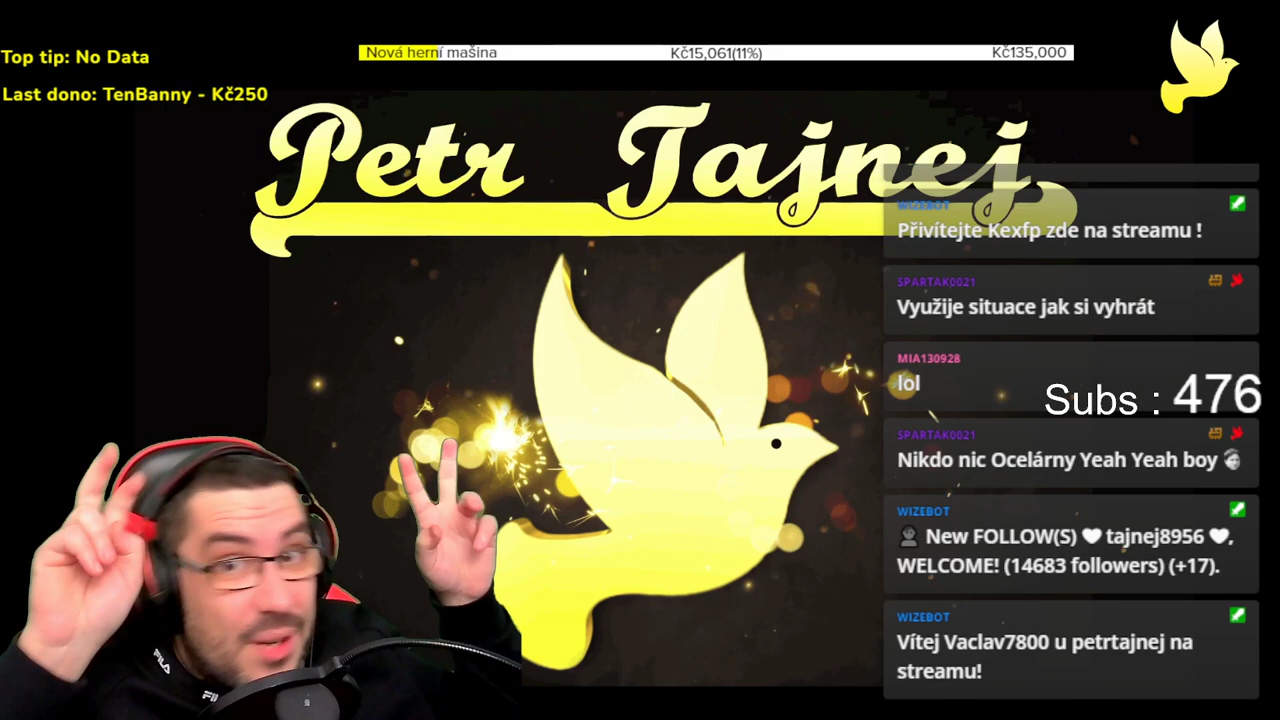 Top tip: No Data
Nová herní mašina
Kč15,061(11%)
Kč135,000
Last dono: TenBanny - Kč250
Petr Tajnej
WIZEBOT
Přivítejte Kexfp zde na streamu !
SPARTAK0021
Využije situace jak si vyhrát
MIA130928
lol
Subs : 476
SPARTAK0021
Nikdo nic Ocelárny Yeah Yeah boy
WIZEBOT
New FOLLOW(S) tajnej8956 ,
WELCOME! (14683 followers) (+17).
WIZEBOT
Vítej Vaclav7800 u petrtajnej na
streamu!
FILA